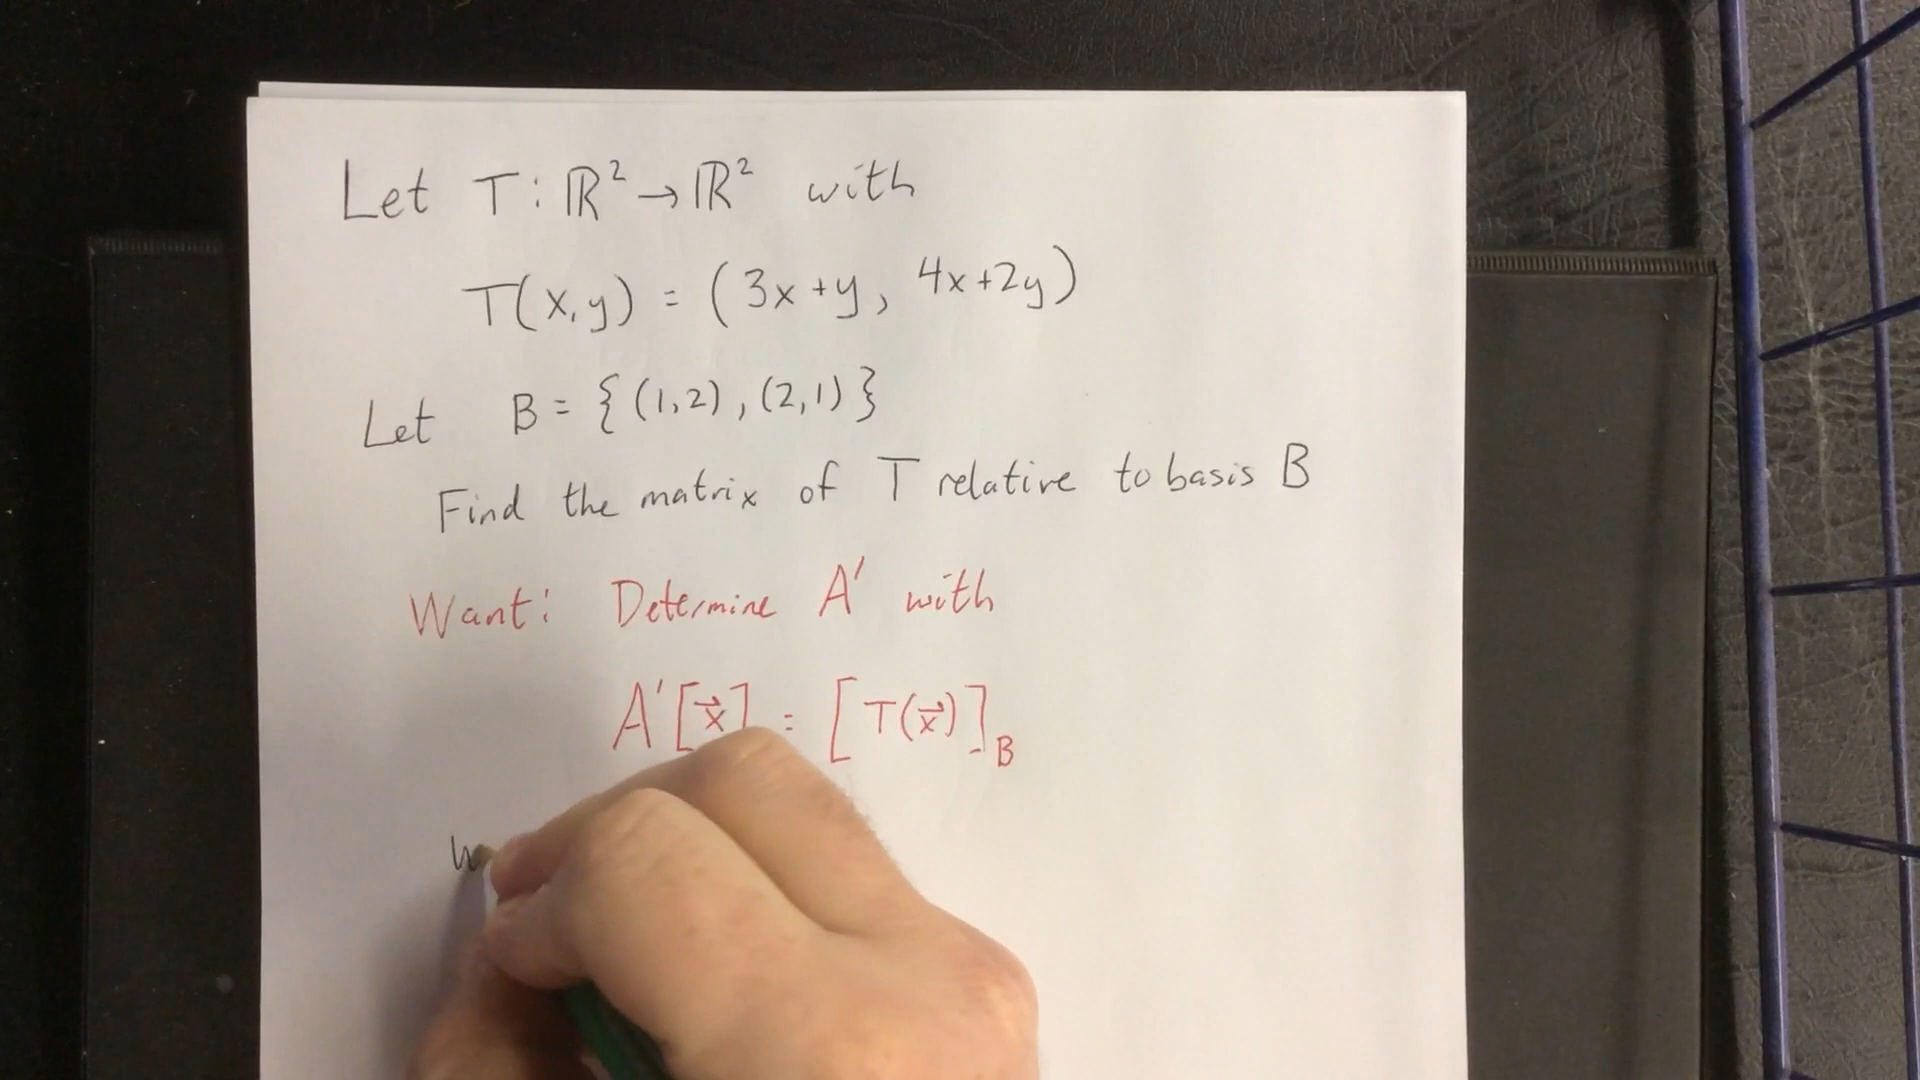 Let T: ℝ² → ℝ² with
T(x,y) = (3x+y, 4x+2y)
Let B = {(1,2), (2,1)}
Find the matrix of T relative to basis B
Want: Determine A' with
A'[x⃗] = [T(x⃗)]_B